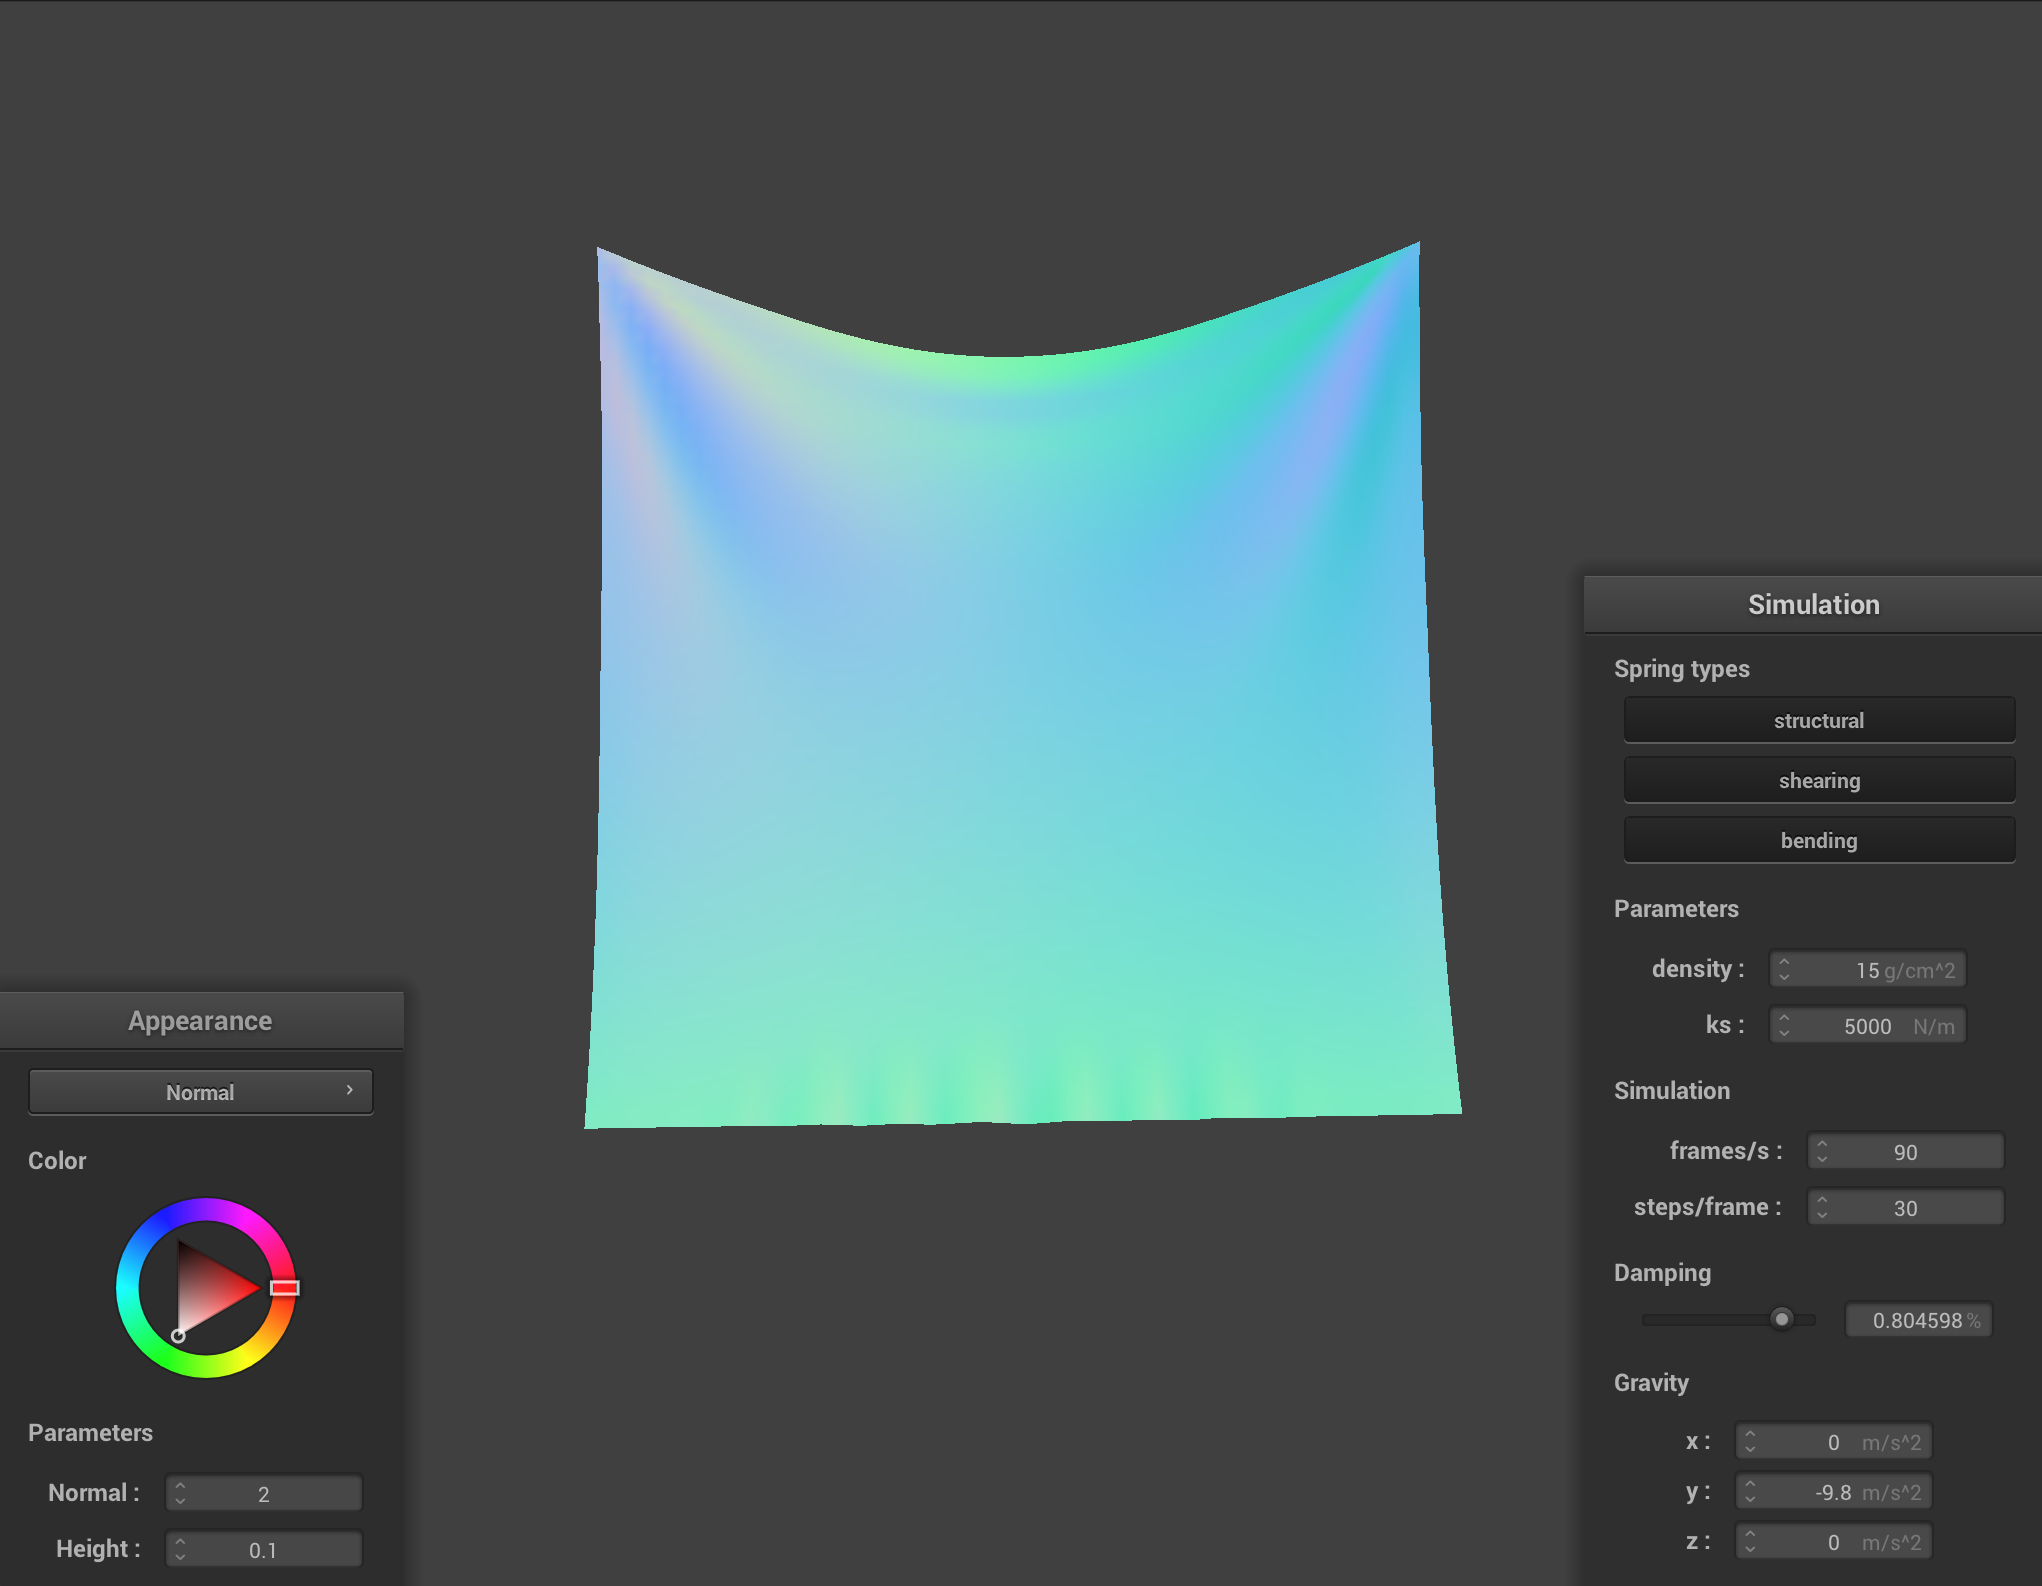 Simulation
Spring types
structural
shearing
bending
Parameters
density : 15 g/cm^2
ks : 5000 N/m
Simulation
frames/s : 90
steps/frame : 30
Damping
0.804598 %
Gravity
x : 0 m/s^2
y : -9.8 m/s^2
z : 0 m/s^2
Appearance
Normal
Color
Parameters
Normal : 2
Height : 0.1